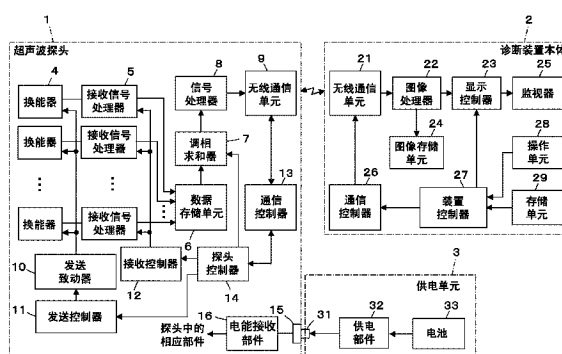 1
2
超声波探头
诊断装置本体
4
5
8
9
21
22
23
25
换能器
接收信号
处理器
信号
处理器
无线通信
单元
无线通信
单元
图像
处理器
显示
控制器
监视器
换能器
接收信号
处理器
调相
求和器
7
24
图像存储
单元
28
操作
单元
13
26
27
29
换能器
接收信号
处理器
数据
存储单元
通信
控制器
通信
控制器
装置
控制器
存储
单元
6
10
发送
致动器
接收控制器
12
探头
控制器
14
3
供电单元
11
发送控制器
16
15
31
32
33
探头中的
相应部件
电能接收
部件
供电
部件
电池